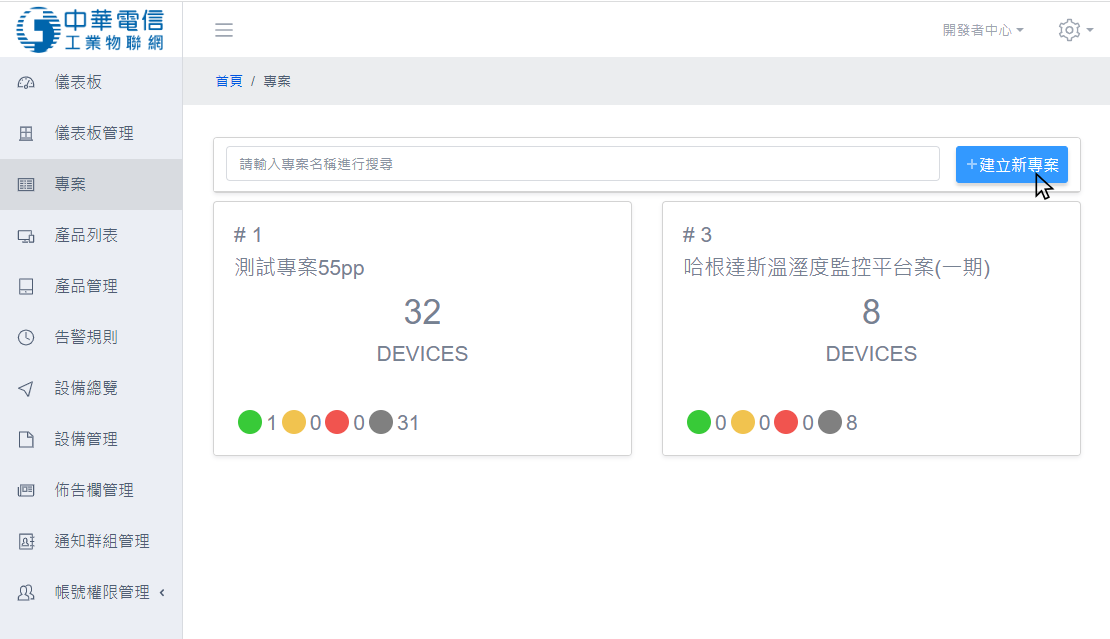 中華電信
工業物聯網
開發者中心
儀表板
儀表板管理
專案
產品列表
產品管理
告警規則
設備總覽
設備管理
佈告欄管理
通知群組管理
帳號權限管理
首頁 / 專案
請輸入專案名稱進行搜尋
+建立新專案
# 1
測試專案55pp
32
DEVICES
1 0 0 31
# 3
哈根達斯溫溼度監控平台案(一期)
8
DEVICES
0 0 0 8